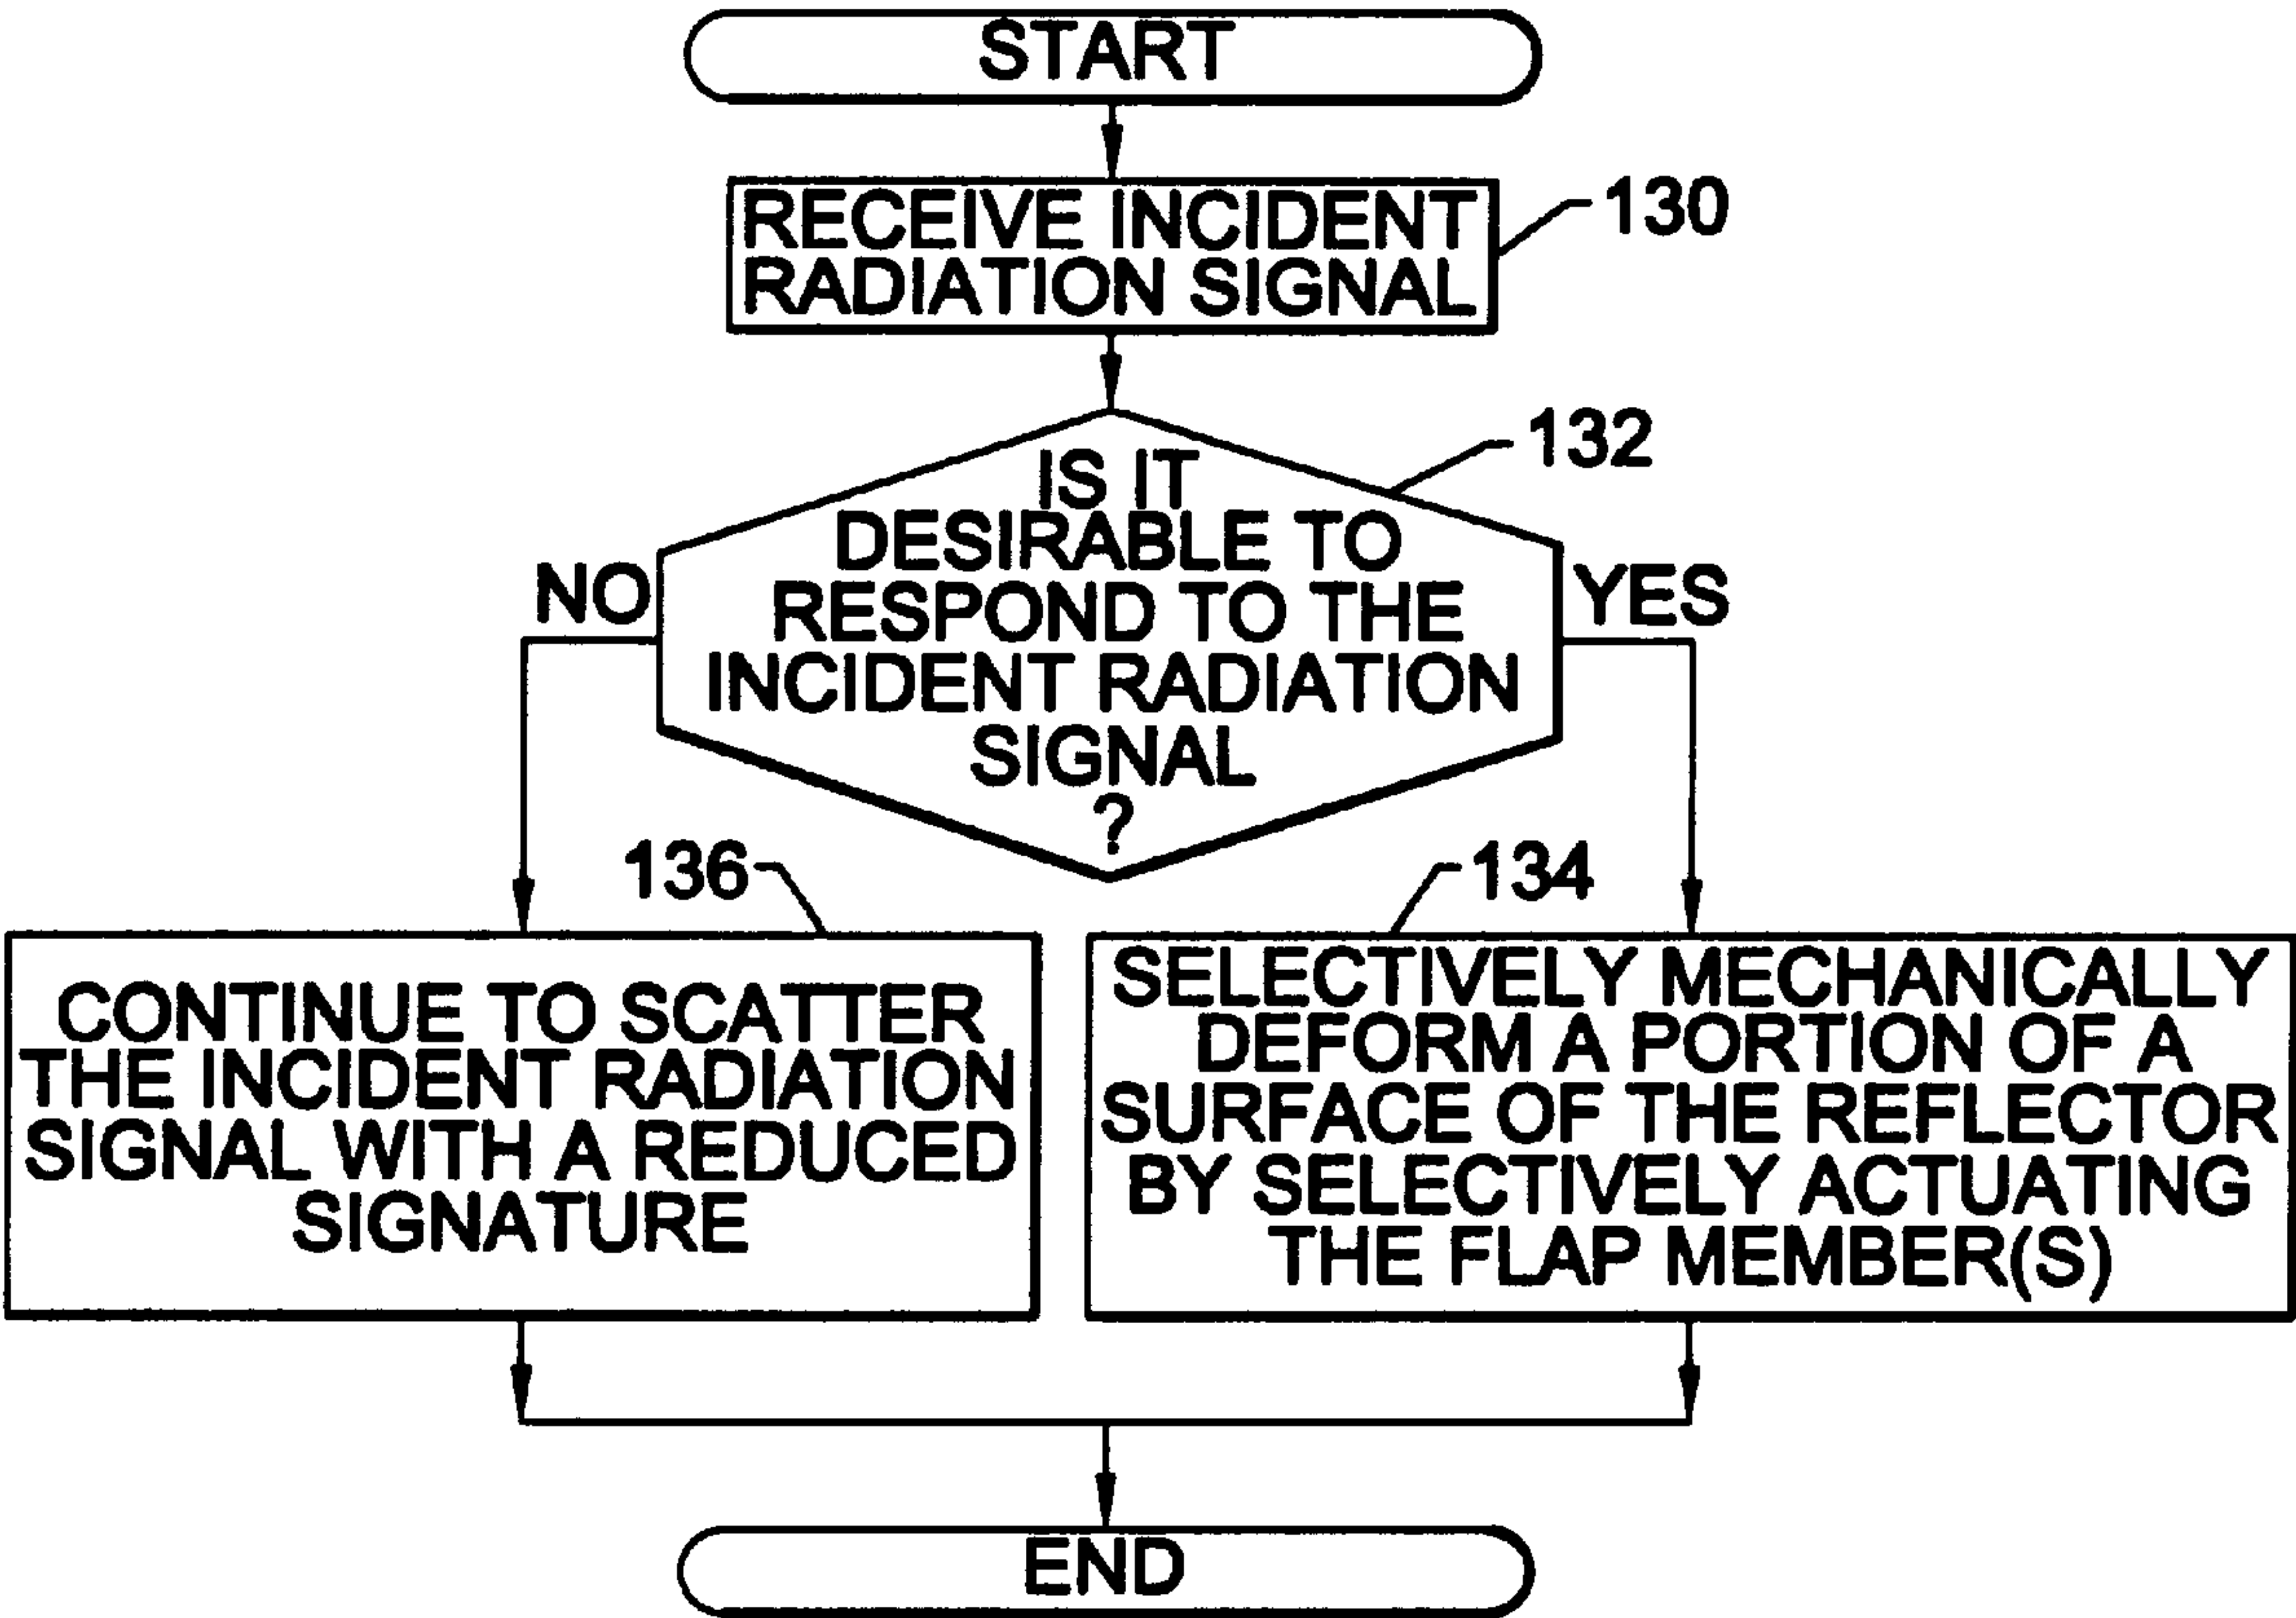 START
RECEIVE INCIDENT
RADIATION SIGNAL
130
132
IS IT
DESIRABLE TO
RESPOND TO THE
INCIDENT RADIATION
SIGNAL
?
NO
YES
136
134
CONTINUE TO SCATTER
THE INCIDENT RADIATION
SIGNAL WITH A REDUCED
SIGNATURE
SELECTIVELY MECHANICALLY
DEFORM A PORTION OF A
SURFACE OF THE REFLECTOR
BY SELECTIVELY ACTUATING
THE FLAP MEMBER(S)
END